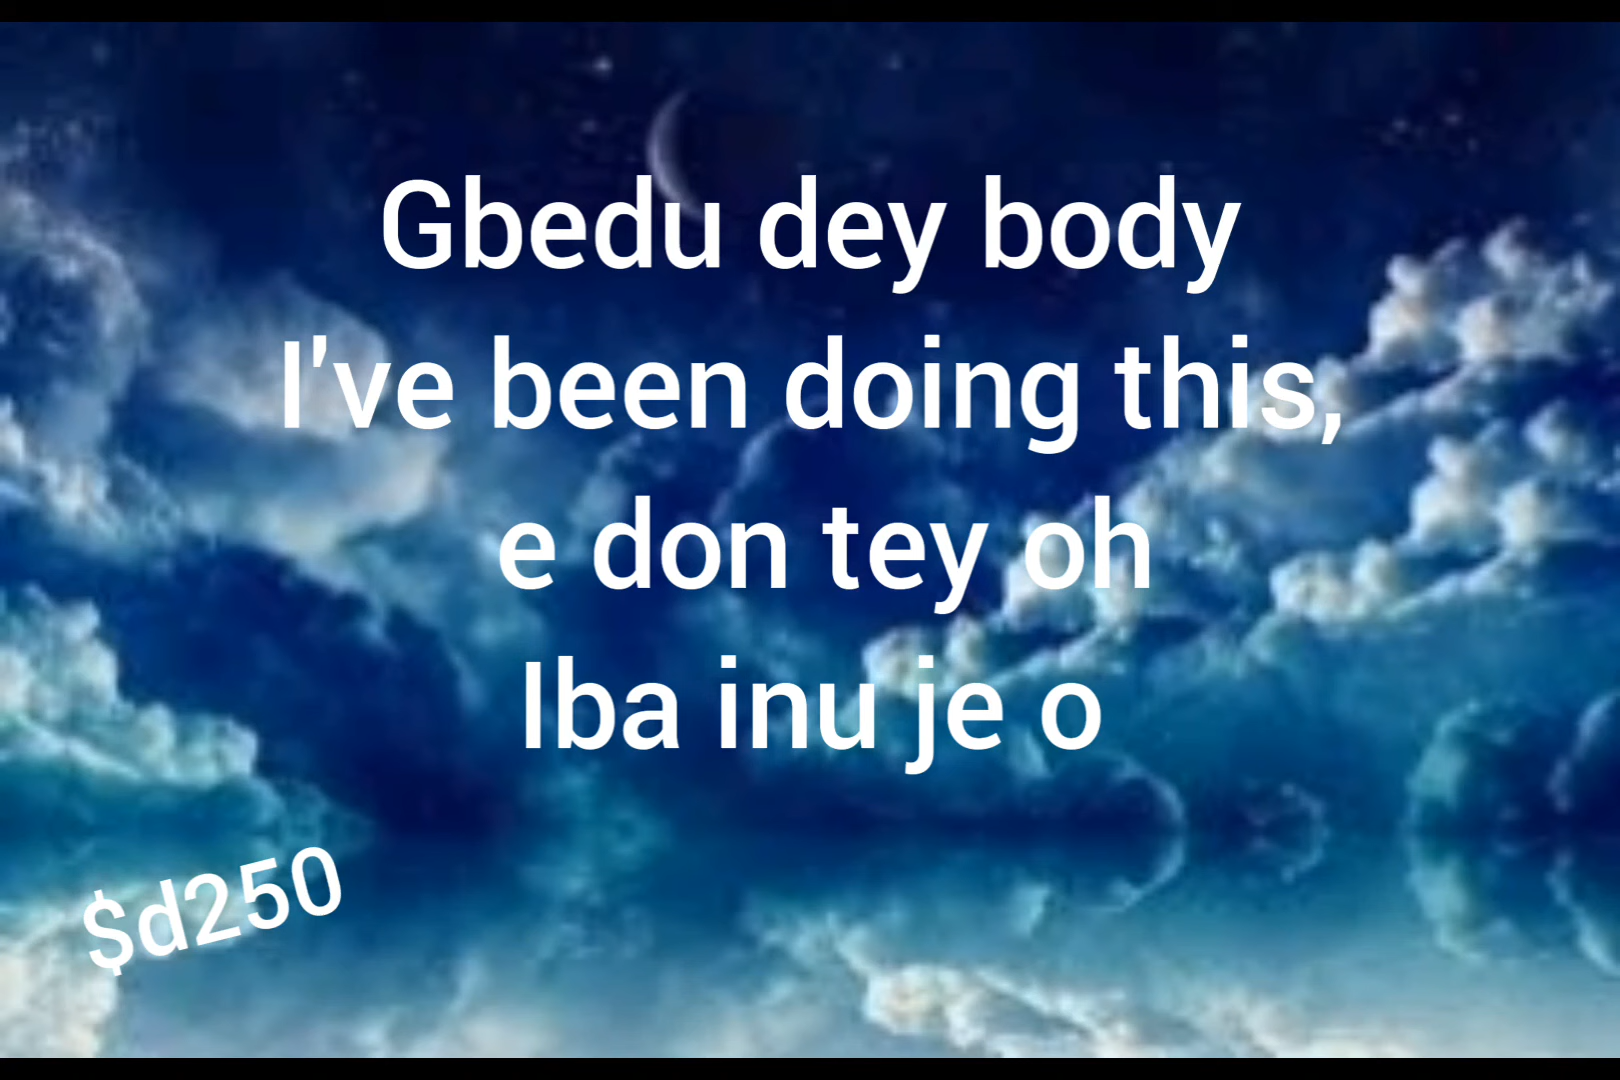 Gbedu dey body
I've been doing this,
e don tey oh
Iba inu je o
$d250